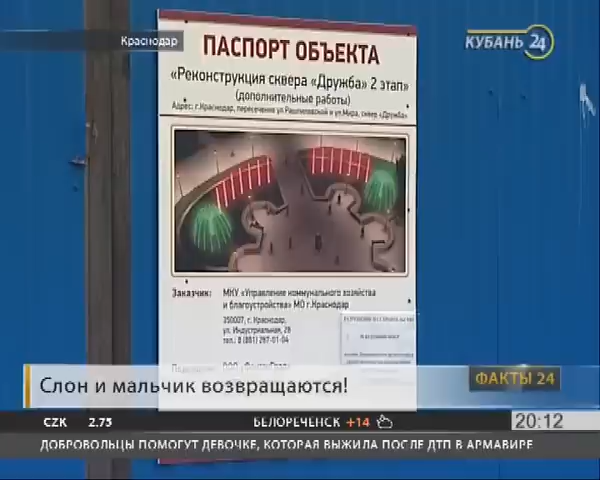 Краснодар
КУБАНЬ 24
ПАСПОРТ ОБЪЕКТА
«Реконструкция сквера «Дружба» 2 этап»
(дополнительные работы)
Адрес: г.Краснодар, пересечение ул Рашпилевской и ул.Мира, сквер «Дружба»
Заказчик: МКУ «Управление коммунального хозяйства
и благоустройства» МО г.Краснодар
350007, г. Краснодар,
ул. Индустриальная, 29
тел.: 8 (861) 297-01-04
Слон и мальчик возвращаются!
ФАКТЫ 24
CZK 2.75 БЕЛОРЕЧЕНСК +14 20:12
ДОБРОВОЛЬЦЫ ПОМОГУТ ДЕВОЧКЕ, КОТОРАЯ ВЫЖИЛА ПОСЛЕ ДТП В АРМАВИРЕ